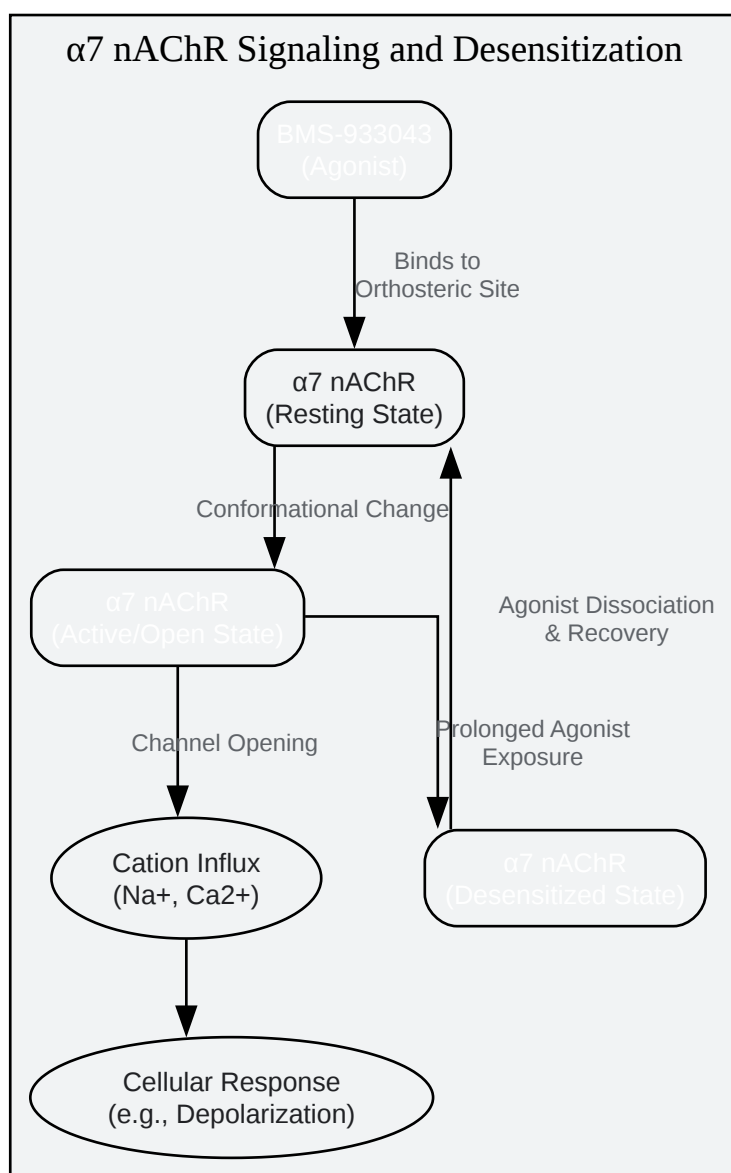 α7 nAChR Signaling and Desensitization
BMS-933043
(Agonist)
Binds to
Orthosteric Site
α7 nAChR
(Resting State)
Conformational Change
α7 nAChR
(Active/Open State)
Agonist Dissociation
& Recovery
Channel Opening
Prolonged Agonist
Exposure
Cation Influx
(Na+, Ca2+)
α7 nAChR
(Desensitized State)
Cellular Response
(e.g., Depolarization)